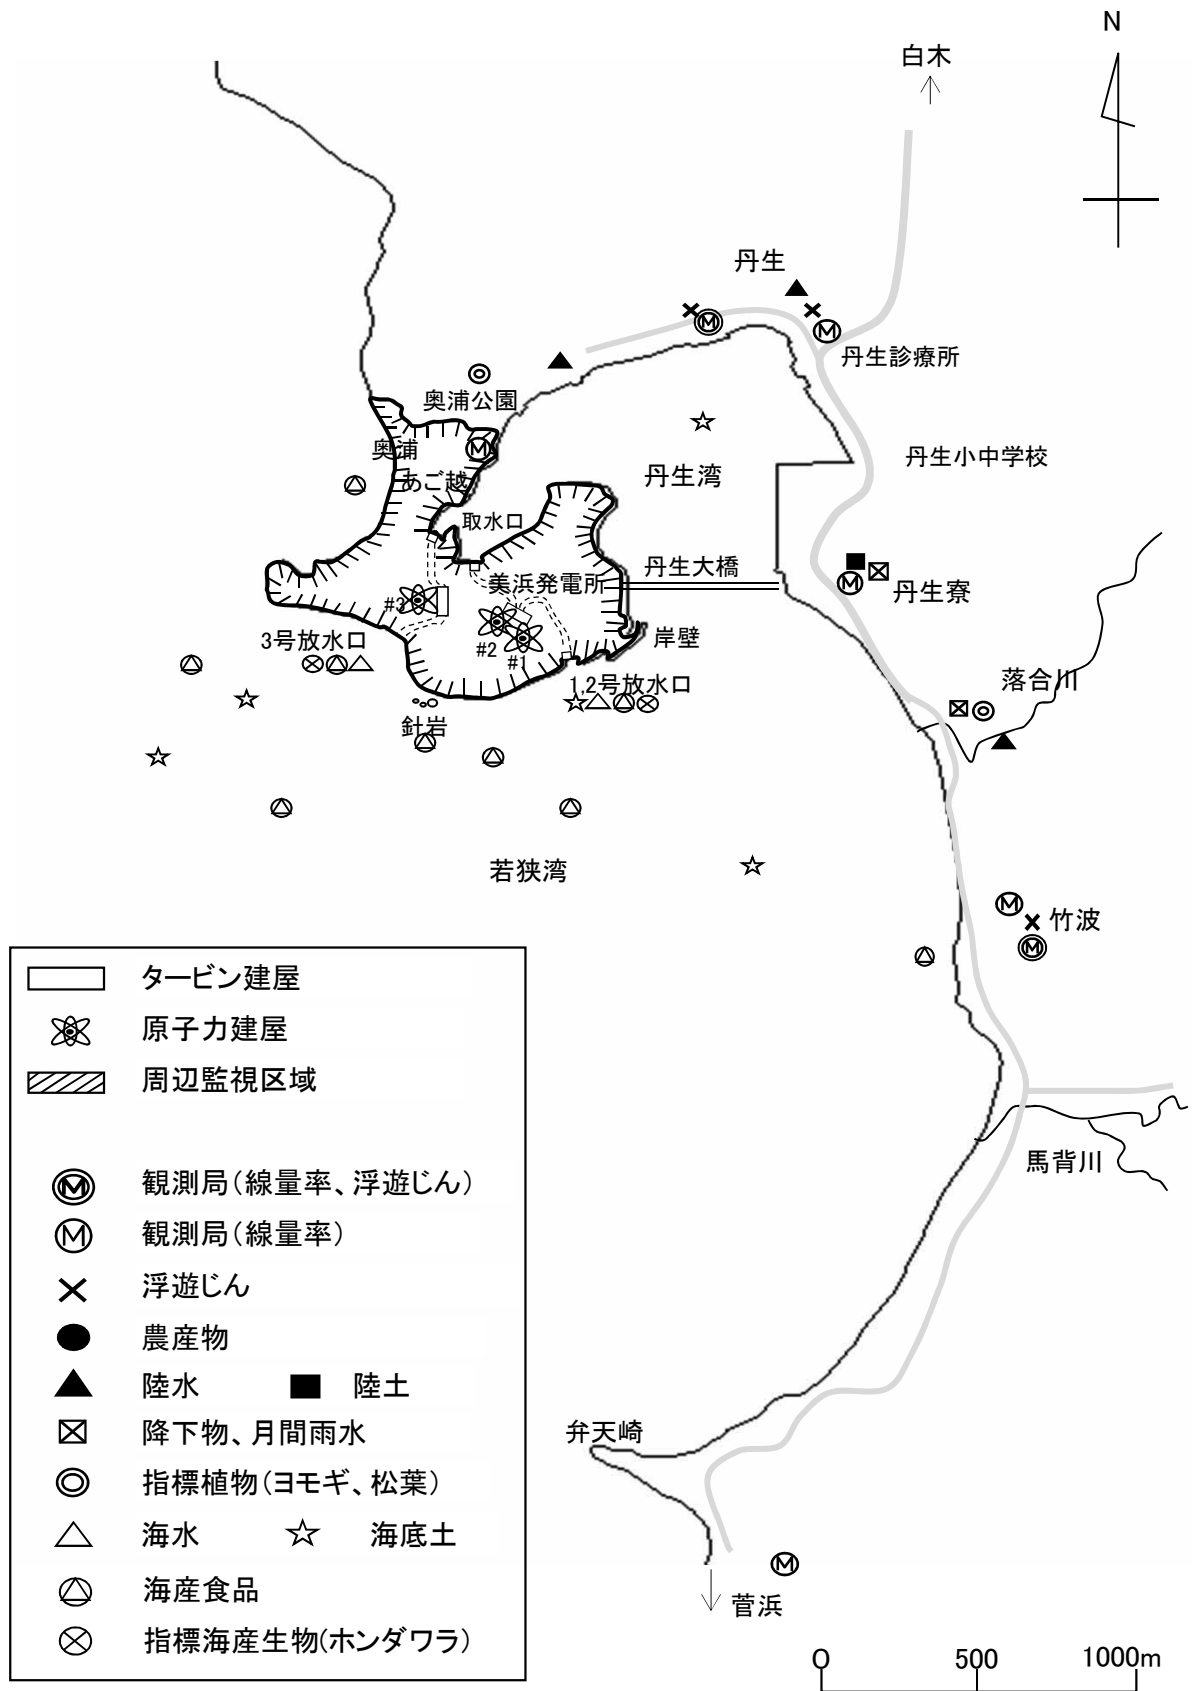 N
白木
丹生
丹生診療所
奥浦公園
奥浦
あご越
丹生小中学校
丹生湾
取水口
丹生大橋
美浜発電所
丹生寮
#3
#2
#1
3号放水口
岸壁
1,2号放水口
落合川
針岩
若狭湾
竹波
馬背川
弁天崎
菅浜
タービン建屋
原子力建屋
周辺監視区域
M 観測局(線量率、浮遊じん)
M 観測局(線量率)
浮遊じん
農産物
陸水 陸土
降下物、月間雨水
指標植物(ヨモギ、松葉)
海水 海底土
海産食品
指標海産生物(ホンダワラ)
0 500 1000m